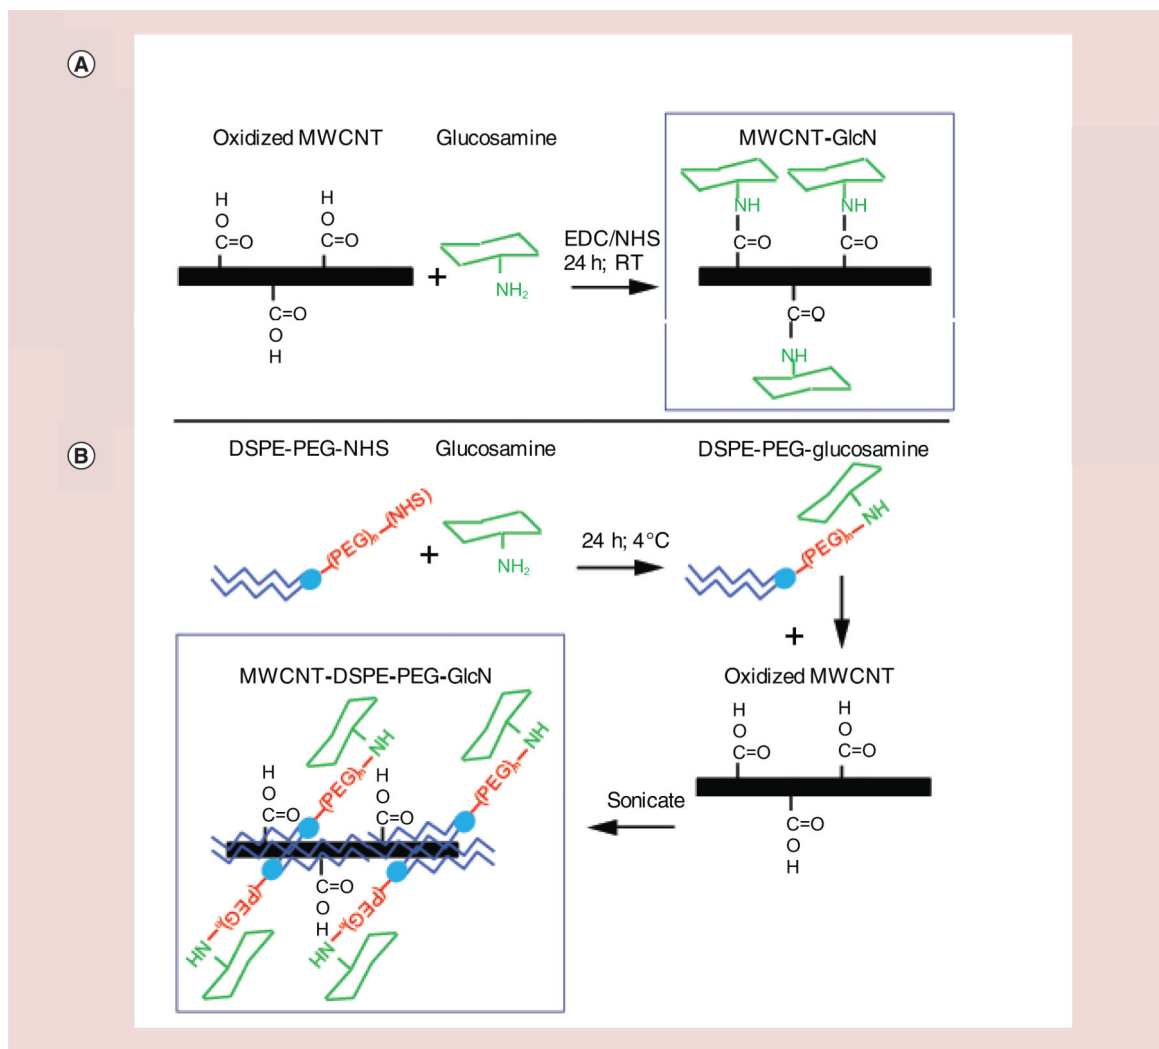 A
Oxidized MWCNT
Glucosamine
MWCNT-GlcN
H
O
C=O
H
O
C=O
C=O
O
H
+
NH2
EDC/NHS
24 h; RT
NH
C=O
NH
C=O
C=O
NH
B
DSPE-PEG-NHS
Glucosamine
DSPE-PEG-glucosamine
(PEG)n
(NHS)
+
NH2
24 h; 4°C
(PEG)n
NH
+
Oxidized MWCNT
H
O
C=O
H
O
C=O
C=O
O
H
Sonicate
MWCNT-DSPE-PEG-GlcN
NH
(PEG)n
NH
(PEG)n
H
O
C=O
H
O
C=O
C=O
O
H
(PEG)n
NH
(PEG)n
NH